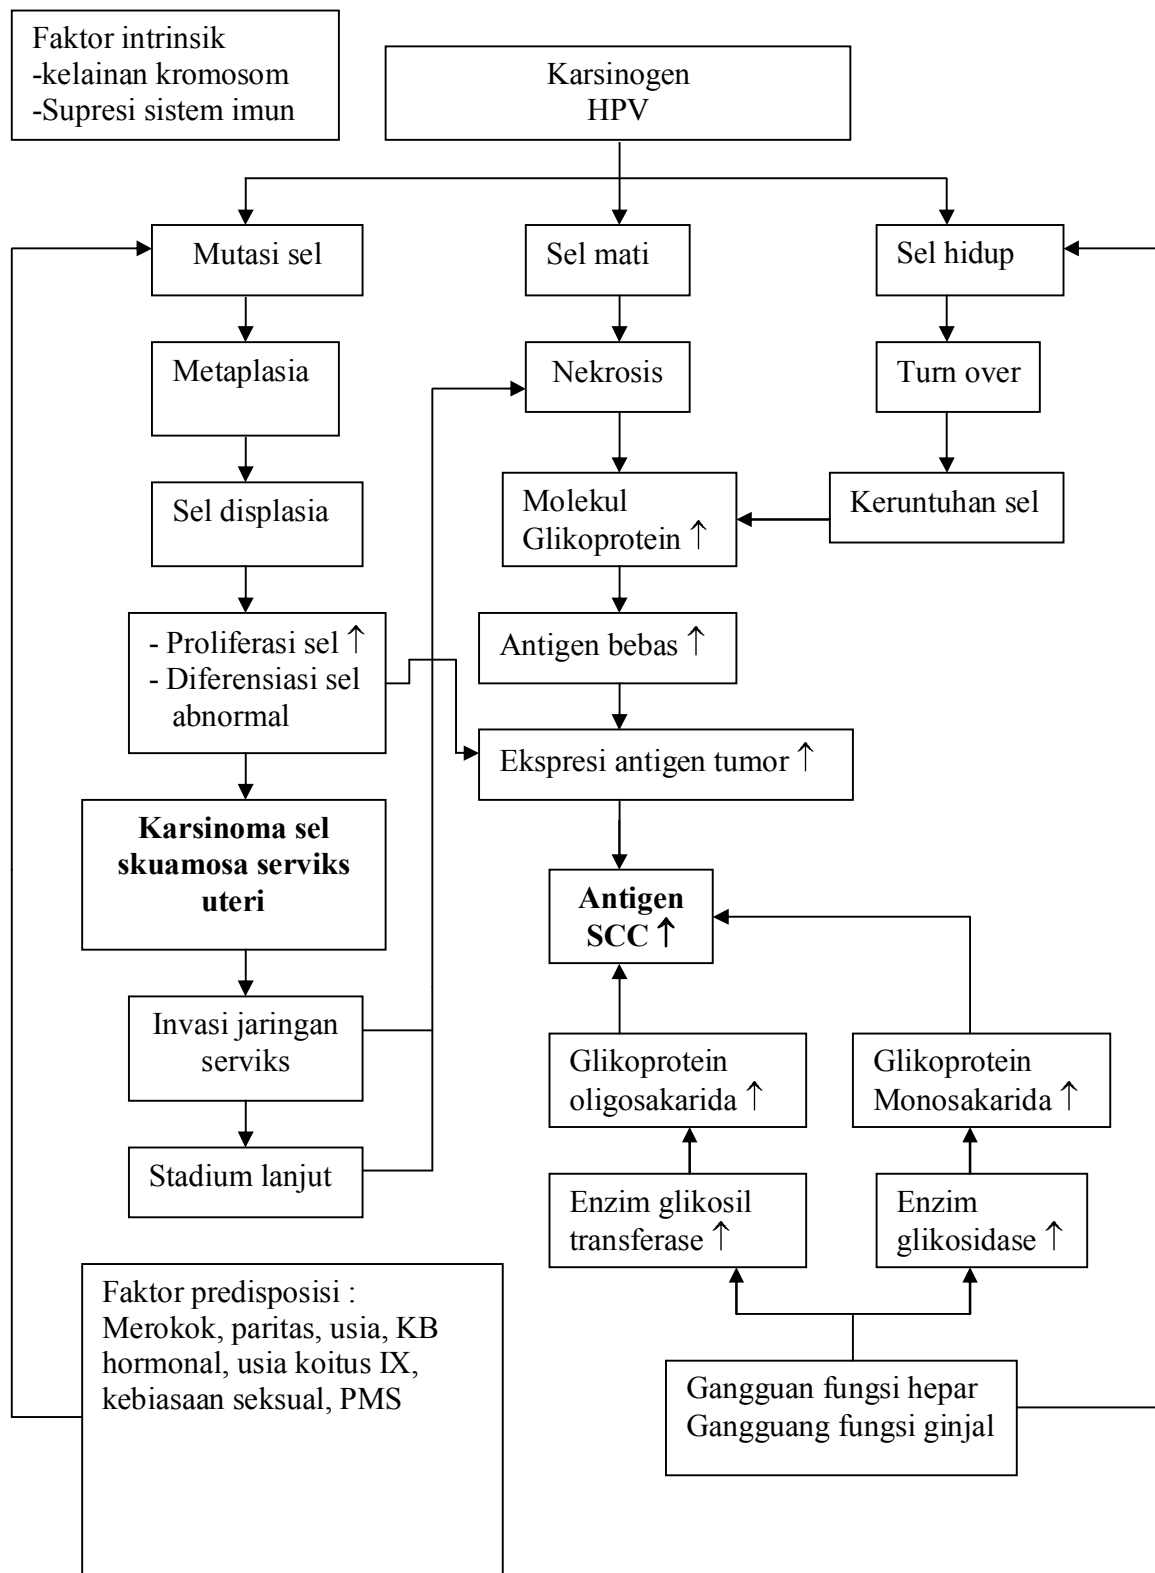 Faktor intrinsik
-kelainan kromosom
-Supresi sistem imun
Karsinogen
HPV
Mutasi sel
Sel mati
Sel hidup
Metaplasia
Nekrosis
Turn over
Sel displasia
Molekul
Glikoprotein ↑
Keruntuhan sel
- Proliferasi sel ↑
- Diferensiasi sel
abnormal
Antigen bebas ↑
Ekspresi antigen tumor ↑
Karsinoma sel
skuamosa serviks
uteri
Antigen
SCC ↑
Invasi jaringan
serviks
Glikoprotein
oligosakarida ↑
Glikoprotein
Monosakarida ↑
Stadium lanjut
Enzim glikosil
transferase ↑
Enzim
glikosidase ↑
Faktor predisposisi :
Merokok, paritas, usia, KB
hormonal, usia koitus IX,
kebiasaan seksual, PMS
Gangguan fungsi hepar
Gangguang fungsi ginjal